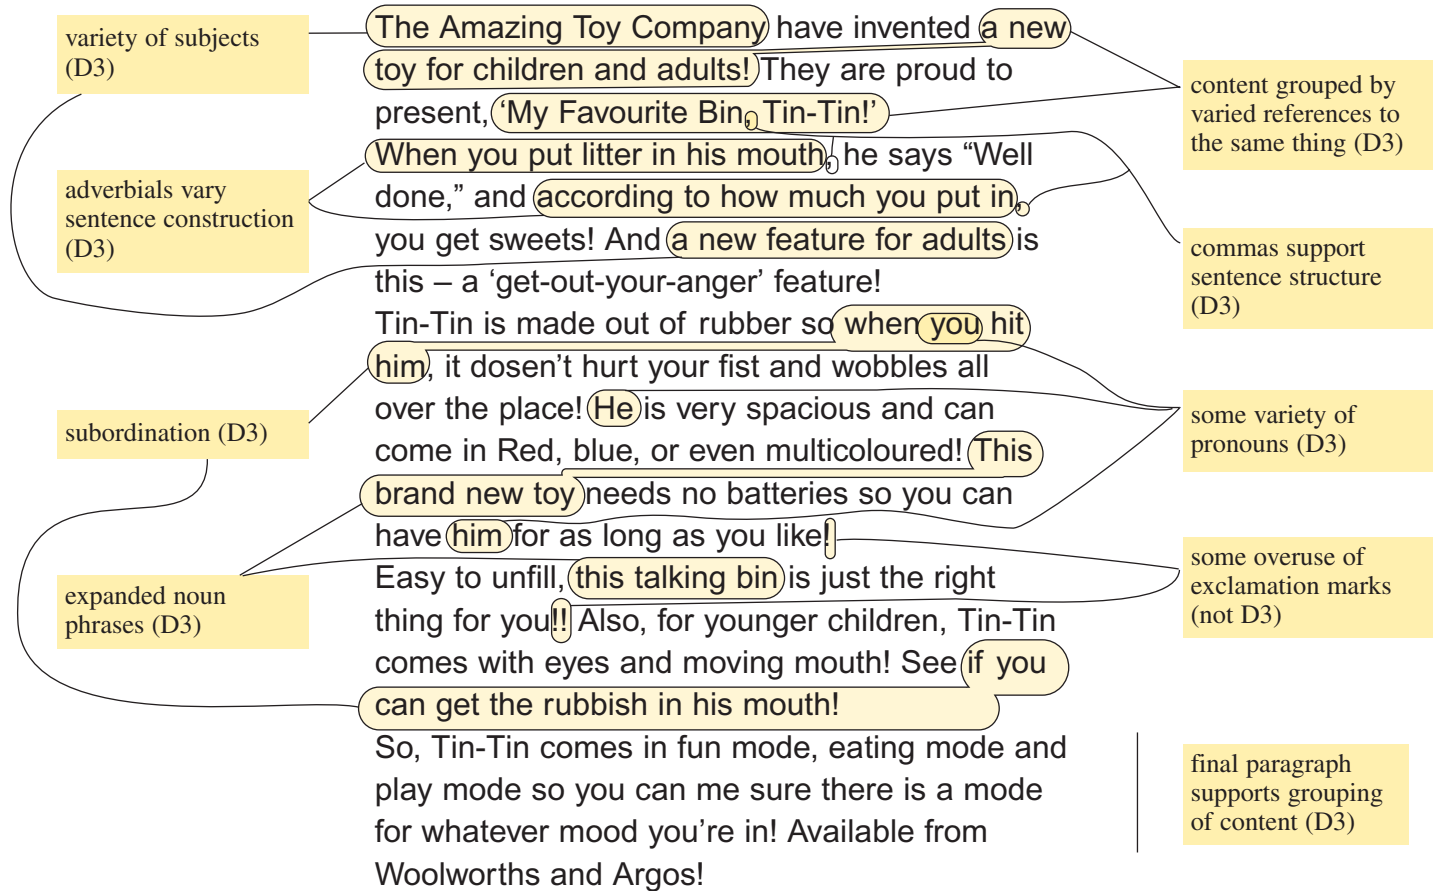 variety of subjects
(D3)
adverbials vary
sentence construction
(D3)
subordination (D3)
expanded noun
phrases (D3)
The Amazing Toy Company have invented a new
toy for children and adults! They are proud to
present, ‘My Favourite Bin, Tin-Tin!’
When you put litter in his mouth, he says “Well
done,” and according to how much you put in,
you get sweets! And a new feature for adults is
this – a ‘get-out-your-anger’ feature!
Tin-Tin is made out of rubber so when you hit
him, it dosen’t hurt your fist and wobbles all
over the place! He is very spacious and can
come in Red, blue, or even multicoloured! This
brand new toy needs no batteries so you can
have him for as long as you like!
Easy to unfill, this talking bin is just the right
thing for you!! Also, for younger children, Tin-Tin
comes with eyes and moving mouth! See if you
can get the rubbish in his mouth!
So, Tin-Tin comes in fun mode, eating mode and
play mode so you can me sure there is a mode
for whatever mood you’re in! Available from
Woolworths and Argos!
content grouped by
varied references to
the same thing (D3)
commas support
sentence structure
(D3)
some variety of
pronouns (D3)
some overuse of
exclamation marks
(not D3)
final paragraph
supports grouping
of content (D3)